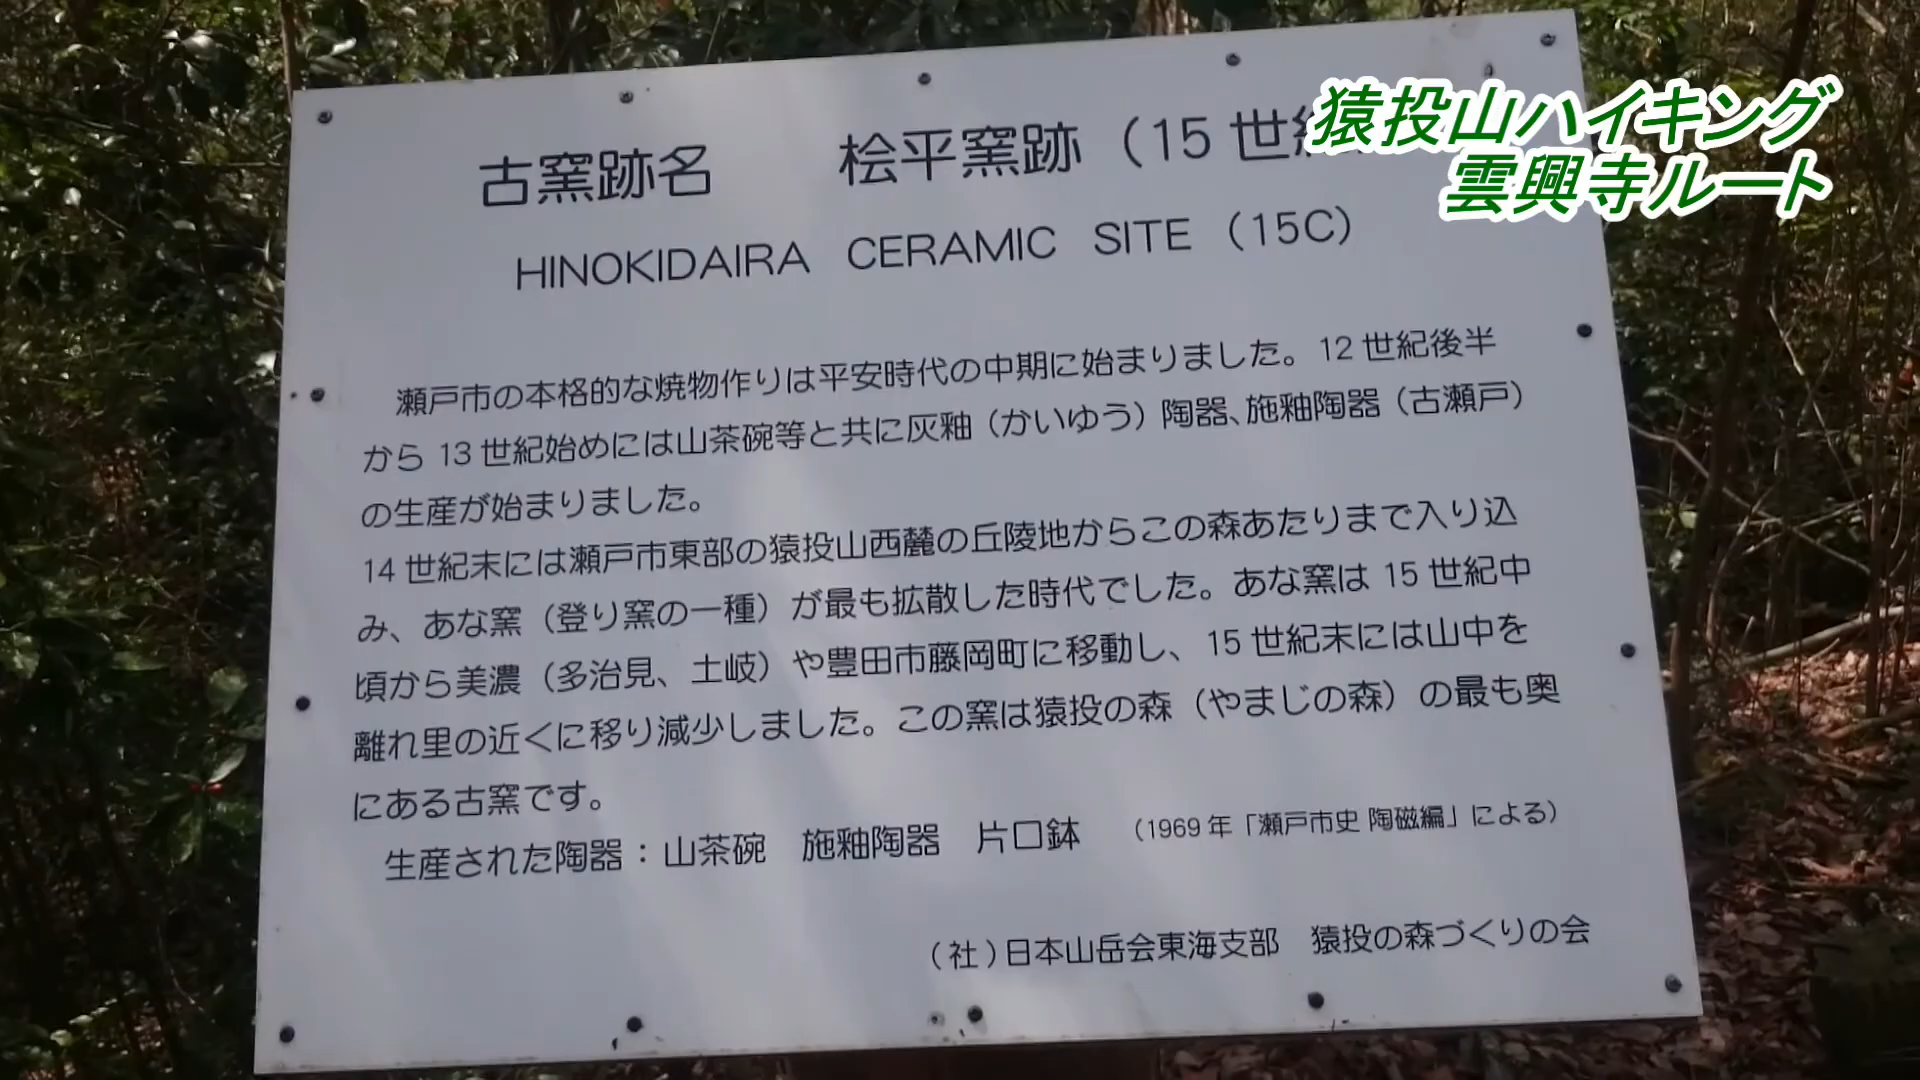 猿投山ハイキング
雲興寺ルート
古窯跡名　桧平窯跡（15 世紀
HINOKIDAIRA CERAMIC SITE（15C）
瀬戸市の本格的な焼物作りは平安時代の中期に始まりました。12 世紀後半
から 13 世紀始めには山茶碗等と共に灰釉（かいゆう）陶器、施釉陶器（古瀬戸）
の生産が始まりました。
14 世紀末には瀬戸市東部の猿投山西麓の丘陵地からこの森あたりまで入り込
み、あな窯（登り窯の一種）が最も拡散した時代でした。あな窯は 15 世紀中
頃から美濃（多治見、土岐）や豊田市藤岡町に移動し、15 世紀末には山中を
離れ里の近くに移り減少しました。この窯は猿投の森（やまじの森）の最も奥
にある古窯です。
生産された陶器：山茶碗　施釉陶器　片口鉢　（1969 年「瀬戸市史 陶磁編」による）
（社）日本山岳会東海支部　猿投の森づくりの会